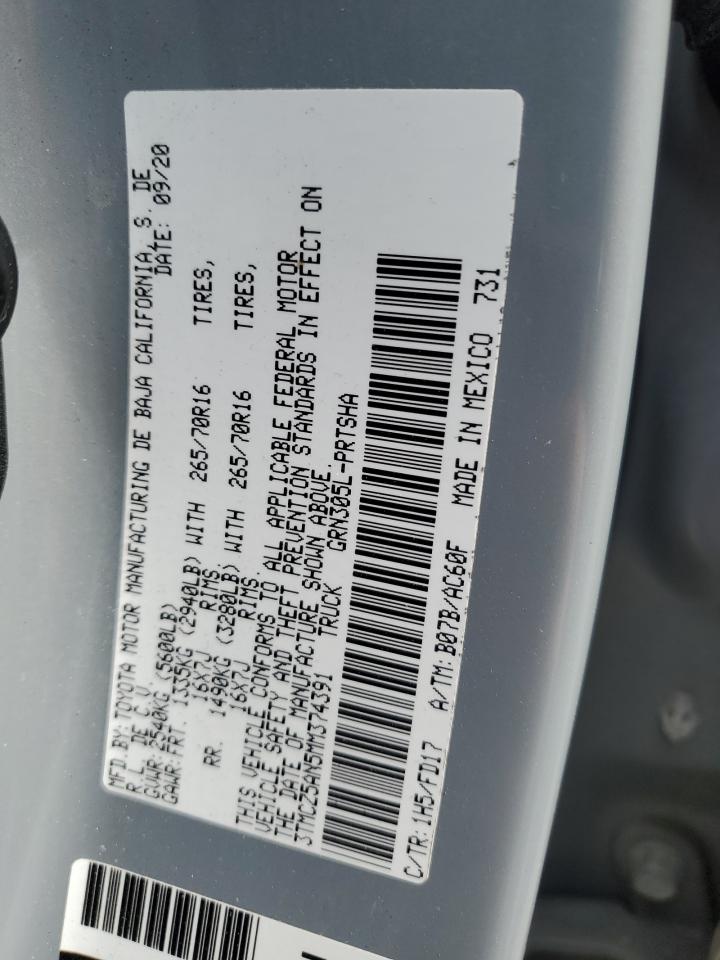 MFD.BY: TOYOTA MOTOR MANUFACTURING DE BAJA CALIFORNIA, S. DE
R.L. DE C.V. DATE: 09/20
GVWR: 2540KG (5600LB)
GAWR: FRT. 1335KG (2940LB) WITH 265/70R16 TIRES,
16X7J RIMS.
RR. 1490KG (3280LB) WITH 265/70R16 TIRES,
16X7J RIMS.
THIS VEHICLE CONFORMS TO ALL APPLICABLE FEDERAL MOTOR
VEHICLE SAFETY AND THEFT PREVENTION STANDARDS IN EFFECT ON
THE DATE OF MANUFACTURE SHOWN ABOVE.
3TMCZ5AN5MM374391 TRUCK GRN305L-PRTSHA
C/TR: 1H5/FD17 A/TM: B07B/AC60F MADE IN MEXICO 731